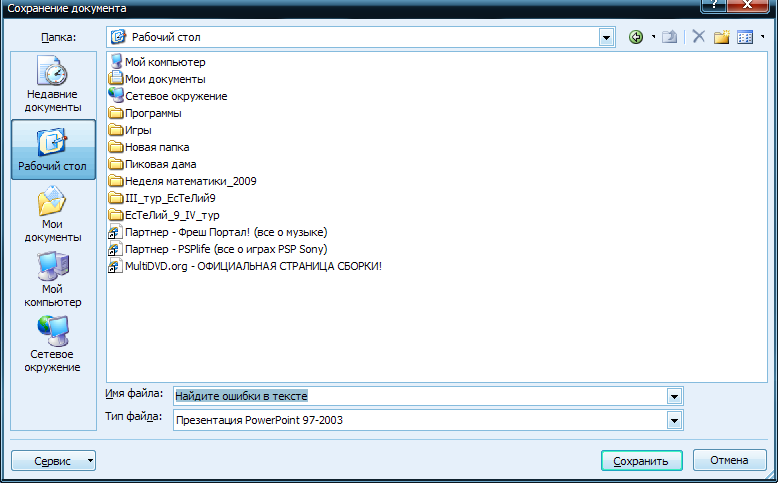 Сохранение документа
Папка:
Рабочий стол
Недавние
документы
Рабочий стол
Мои
документы
Мой
компьютер
Сетевое
окружение
Мой компьютер
Мои документы
Сетевое окружение
Программы
Игры
Новая папка
Пиковая дама
Неделя математики_2009
III_тур_ЕсТеЛий9
ЕсТеЛий_9_IV_тур
Партнер - Фреш Портал! (все о музыке)
Партнер - PSPlife (все о играх PSP Sony)
MultiDVD.org - ОФИЦИАЛЬНАЯ СТРАНИЦА СБОРКИ!
Имя файла:
Найдите ошибки в тексте
Тип файла:
Презентация PowerPoint 97-2003
Сервис
Сохранить
Отмена